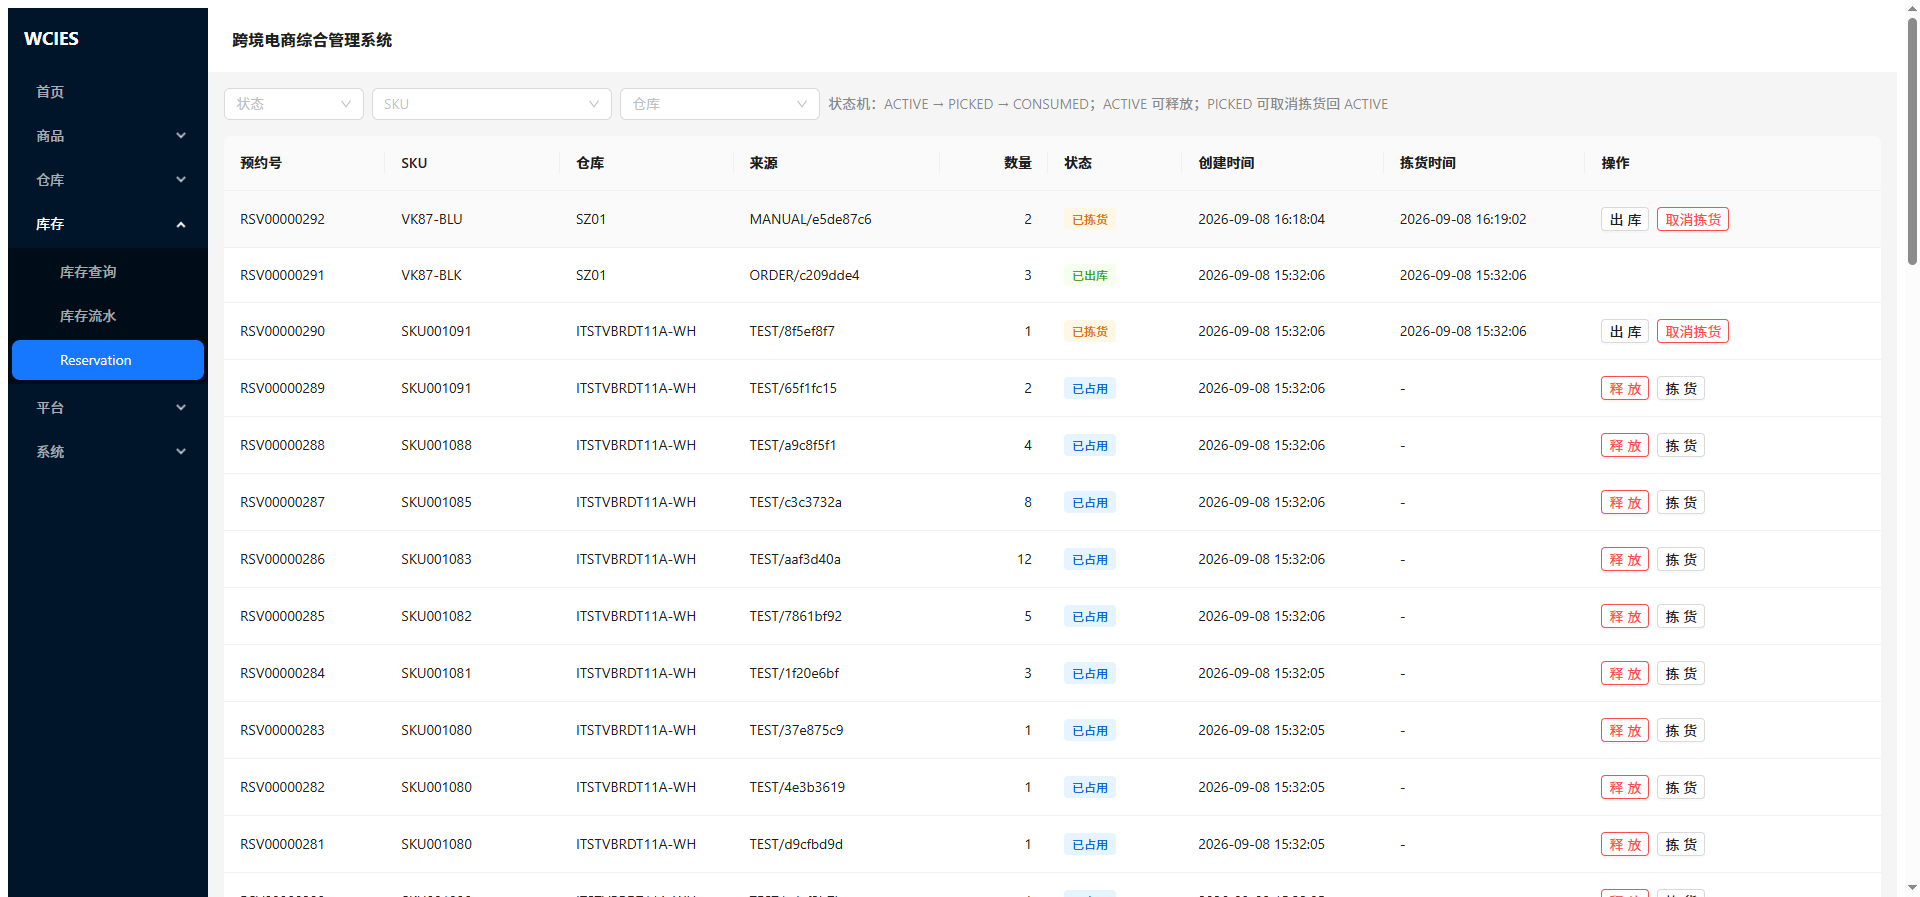 WCIES
跨境电商综合管理系统
首页
商品
仓库
库存
库存查询
库存流水
Reservation
平台
系统
状态 SKU 仓库 状态机：ACTIVE → PICKED → CONSUMED；ACTIVE 可释放；PICKED 可取消拣货回 ACTIVE
预约号 SKU 仓库 来源 数量 状态 创建时间 拣货时间 操作
RSV00000292 VK87-BLU SZ01 MANUAL/e5de87c6 2 已拣货 2026-09-08 16:18:04 2026-09-08 16:19:02 出 库 取消拣货
RSV00000291 VK87-BLK SZ01 ORDER/c209dde4 3 已出库 2026-09-08 15:32:06 2026-09-08 15:32:06
RSV00000290 SKU001091 ITSTVBRDT11A-WH TEST/8f5ef8f7 1 已拣货 2026-09-08 15:32:06 2026-09-08 15:32:06 出 库 取消拣货
RSV00000289 SKU001091 ITSTVBRDT11A-WH TEST/65f1fc15 2 已占用 2026-09-08 15:32:06 - 释 放 拣 货
RSV00000288 SKU001088 ITSTVBRDT11A-WH TEST/a9c8f5f1 4 已占用 2026-09-08 15:32:06 - 释 放 拣 货
RSV00000287 SKU001085 ITSTVBRDT11A-WH TEST/c3c3732a 8 已占用 2026-09-08 15:32:06 - 释 放 拣 货
RSV00000286 SKU001083 ITSTVBRDT11A-WH TEST/aaf3d40a 12 已占用 2026-09-08 15:32:06 - 释 放 拣 货
RSV00000285 SKU001082 ITSTVBRDT11A-WH TEST/7861bf92 5 已占用 2026-09-08 15:32:06 - 释 放 拣 货
RSV00000284 SKU001081 ITSTVBRDT11A-WH TEST/1f20e6bf 3 已占用 2026-09-08 15:32:05 - 释 放 拣 货
RSV00000283 SKU001080 ITSTVBRDT11A-WH TEST/37e875c9 1 已占用 2026-09-08 15:32:05 - 释 放 拣 货
RSV00000282 SKU001080 ITSTVBRDT11A-WH TEST/4e3b3619 1 已占用 2026-09-08 15:32:05 - 释 放 拣 货
RSV00000281 SKU001080 ITSTVBRDT11A-WH TEST/d9cfbd9d 1 已占用 2026-09-08 15:32:05 - 释 放 拣 货